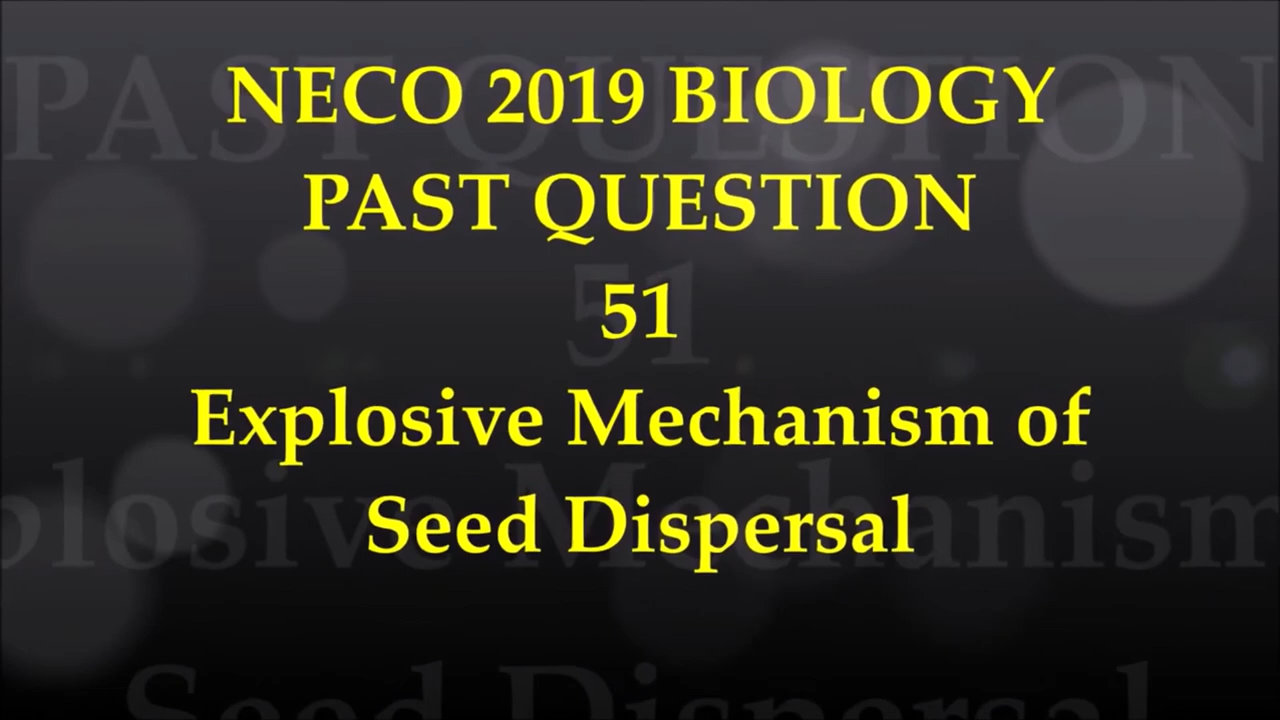 NECO 2019 BIOLOGY
PAST QUESTION
51
Explosive Mechanism of
Seed Dispersal